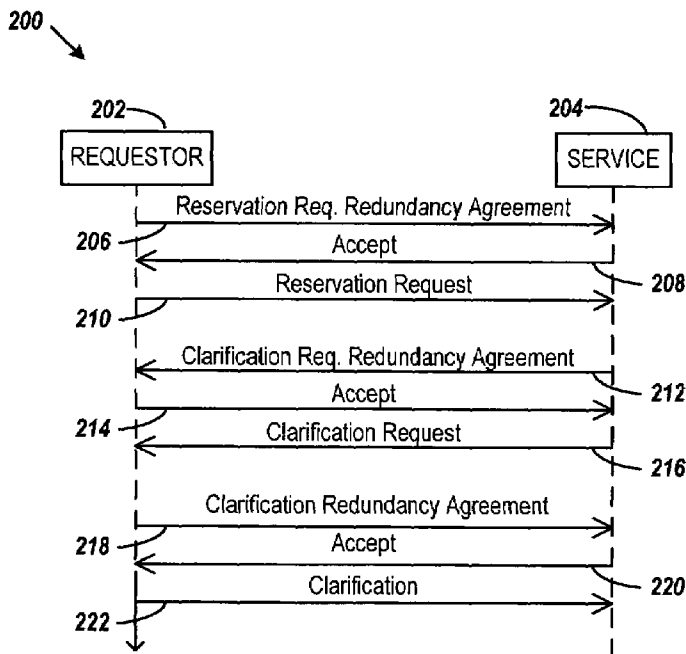 200
202
204
REQUESTOR
SERVICE
Reservation Req. Redundancy Agreement
206
Accept
208
Reservation Request
210
Clarification Req. Redundancy Agreement
212
Accept
214
Clarification Request
216
Clarification Redundancy Agreement
218
Accept
220
Clarification
222